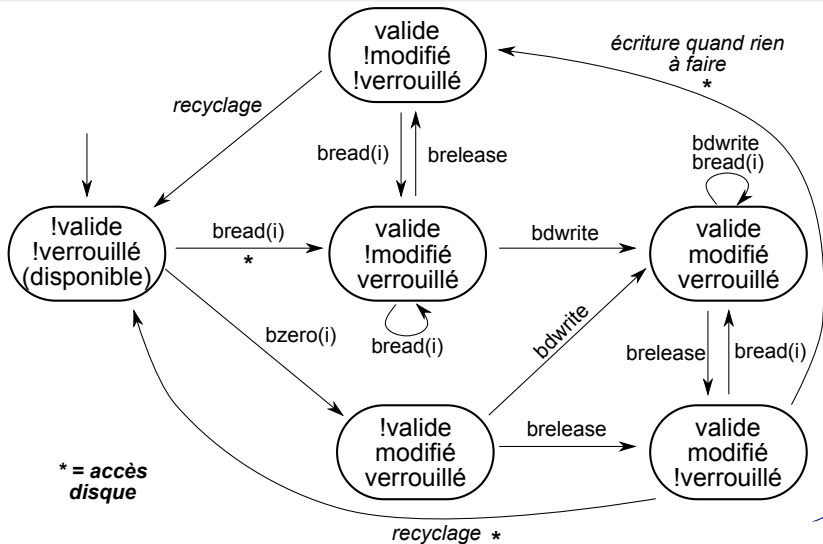 valide
!modifié
!verrouillé
écriture quand rien
à faire
*
recyclage
bread(i)
brelease
bdwrite
bread(i)
!valide
!verrouillé
(disponible)
bread(i)
*
valide
!modifié
verrouillé
bdwrite
valide
modifié
verrouillé
bzero(i)
bread(i)
bdwrite
brelease
bread(i)
!valide
modifié
verrouillé
brelease
valide
modifié
!verrouillé
* = accès
disque
recyclage *